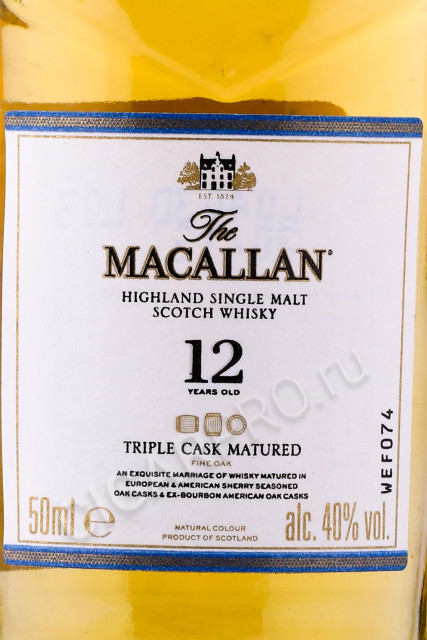 EST. 1824
The
MACALLAN®
HIGHLAND SINGLE MALT
SCOTCH WHISKY
12
YEARS OLD
TRIPLE CASK MATURED
FINE OAK
AN EXQUISITE MARRIAGE OF WHISKY MATURED IN
EUROPEAN & AMERICAN SHERRY SEASONED
OAK CASKS & EX-BOURBON AMERICAN OAK CASKS
50ml ℮
NATURAL COLOUR
PRODUCT OF SCOTLAND
alc. 40% vol.
WEF074